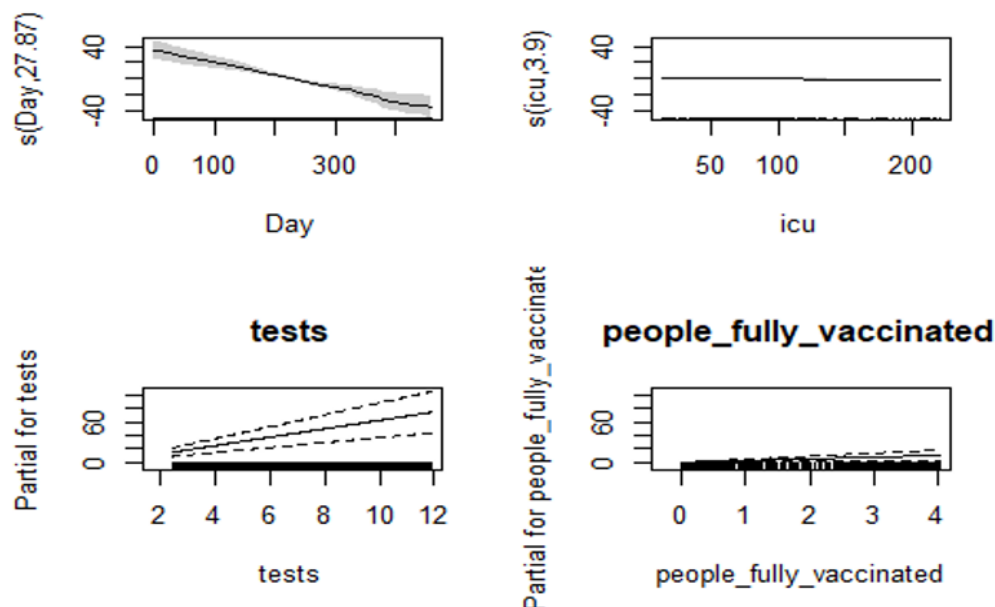 s(Day,27.87)
40
-40
0 100 300
Day
s(icu,3.9)
40
-40
50 100 200
icu
tests
Partial for tests
60
0
2 4 6 8 10 12
tests
people_fully_vaccinated
Partial for people_fully_vaccinate
60
0
0 1 2 3 4
people_fully_vaccinated